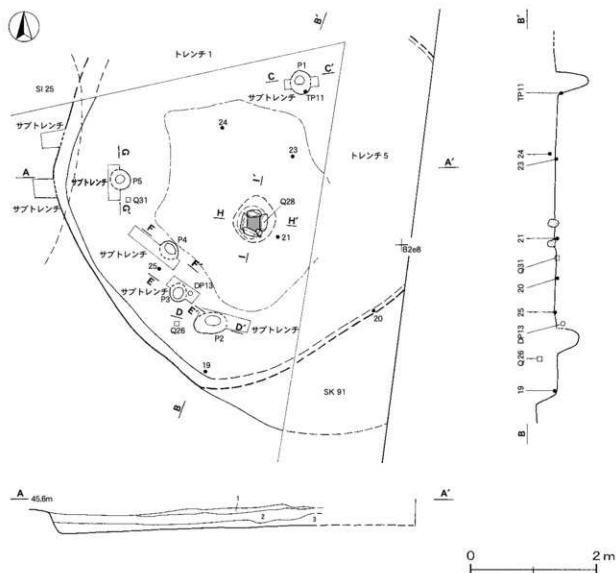 B′
トレンチ1
SI 25
P1
C
C′
TP11
サブトレンチ
サブトレンチ
24
23
トレンチ5
A
A′
G
サブトレンチ
P5
G′
Q31
サブトレンチ
I′
Q28
H
H′
21
I
F
P4
F′
サブトレンチ
B2e8
25
E
DP13
サブトレンチ
P3
E′
D
D′
Q26
P2
サブトレンチ
20
19
B
SK 91
B′
TP11
24
23
21
Q31
20
25
DP13
Q26
19
B
A
45.6m
A′
1
2
3
0
2m